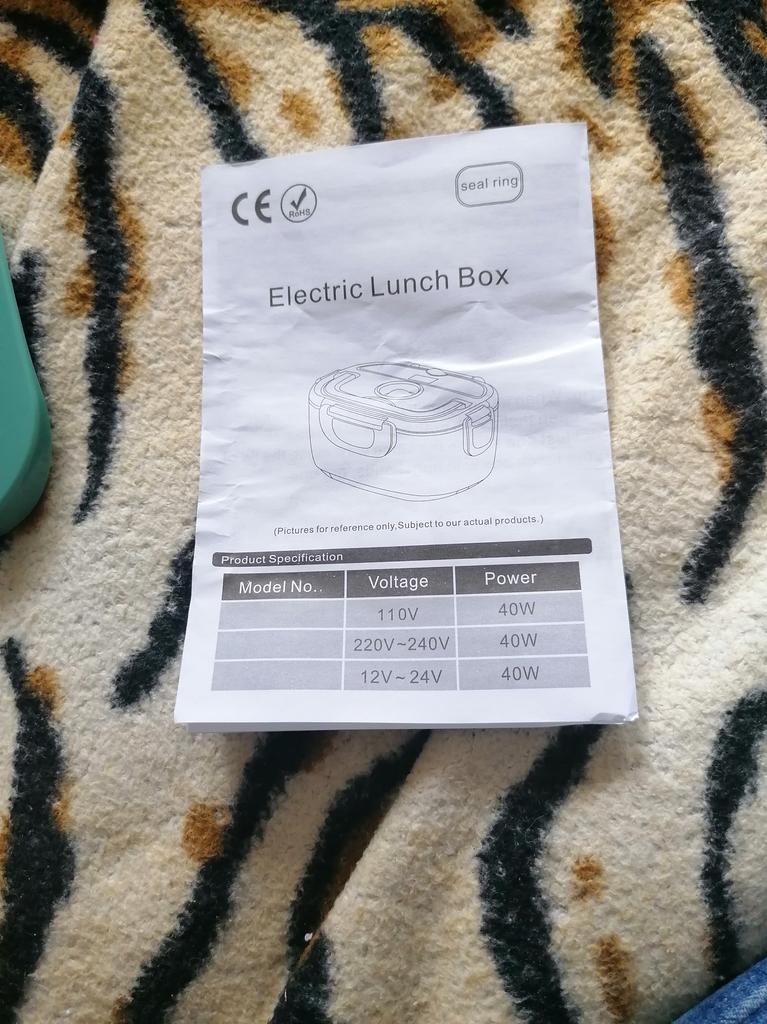 CE RoHS seal ring
Electric Lunch Box
(Pictures for reference only,Subject to our actual products.)
Product Specification
Model No.. Voltage Power
110V 40W
220V~240V 40W
12V~24V 40W